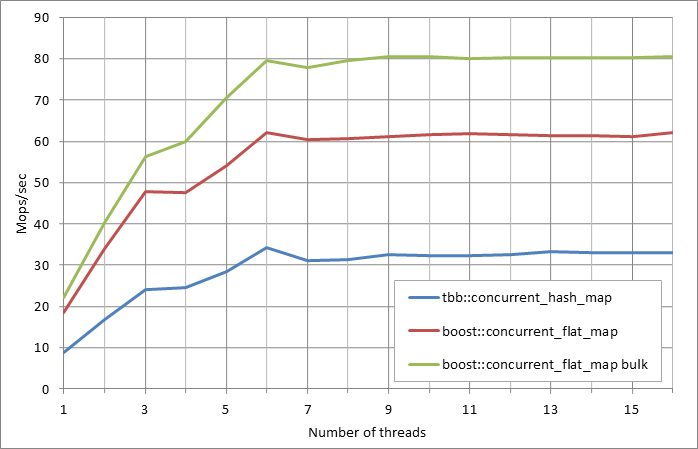 90
80
70
60
50
40
30
20
10
0
Mops/sec
1 3 5 7 9 11 13 15
Number of threads
tbb::concurrent_hash_map
boost::concurrent_flat_map
boost::concurrent_flat_map bulk